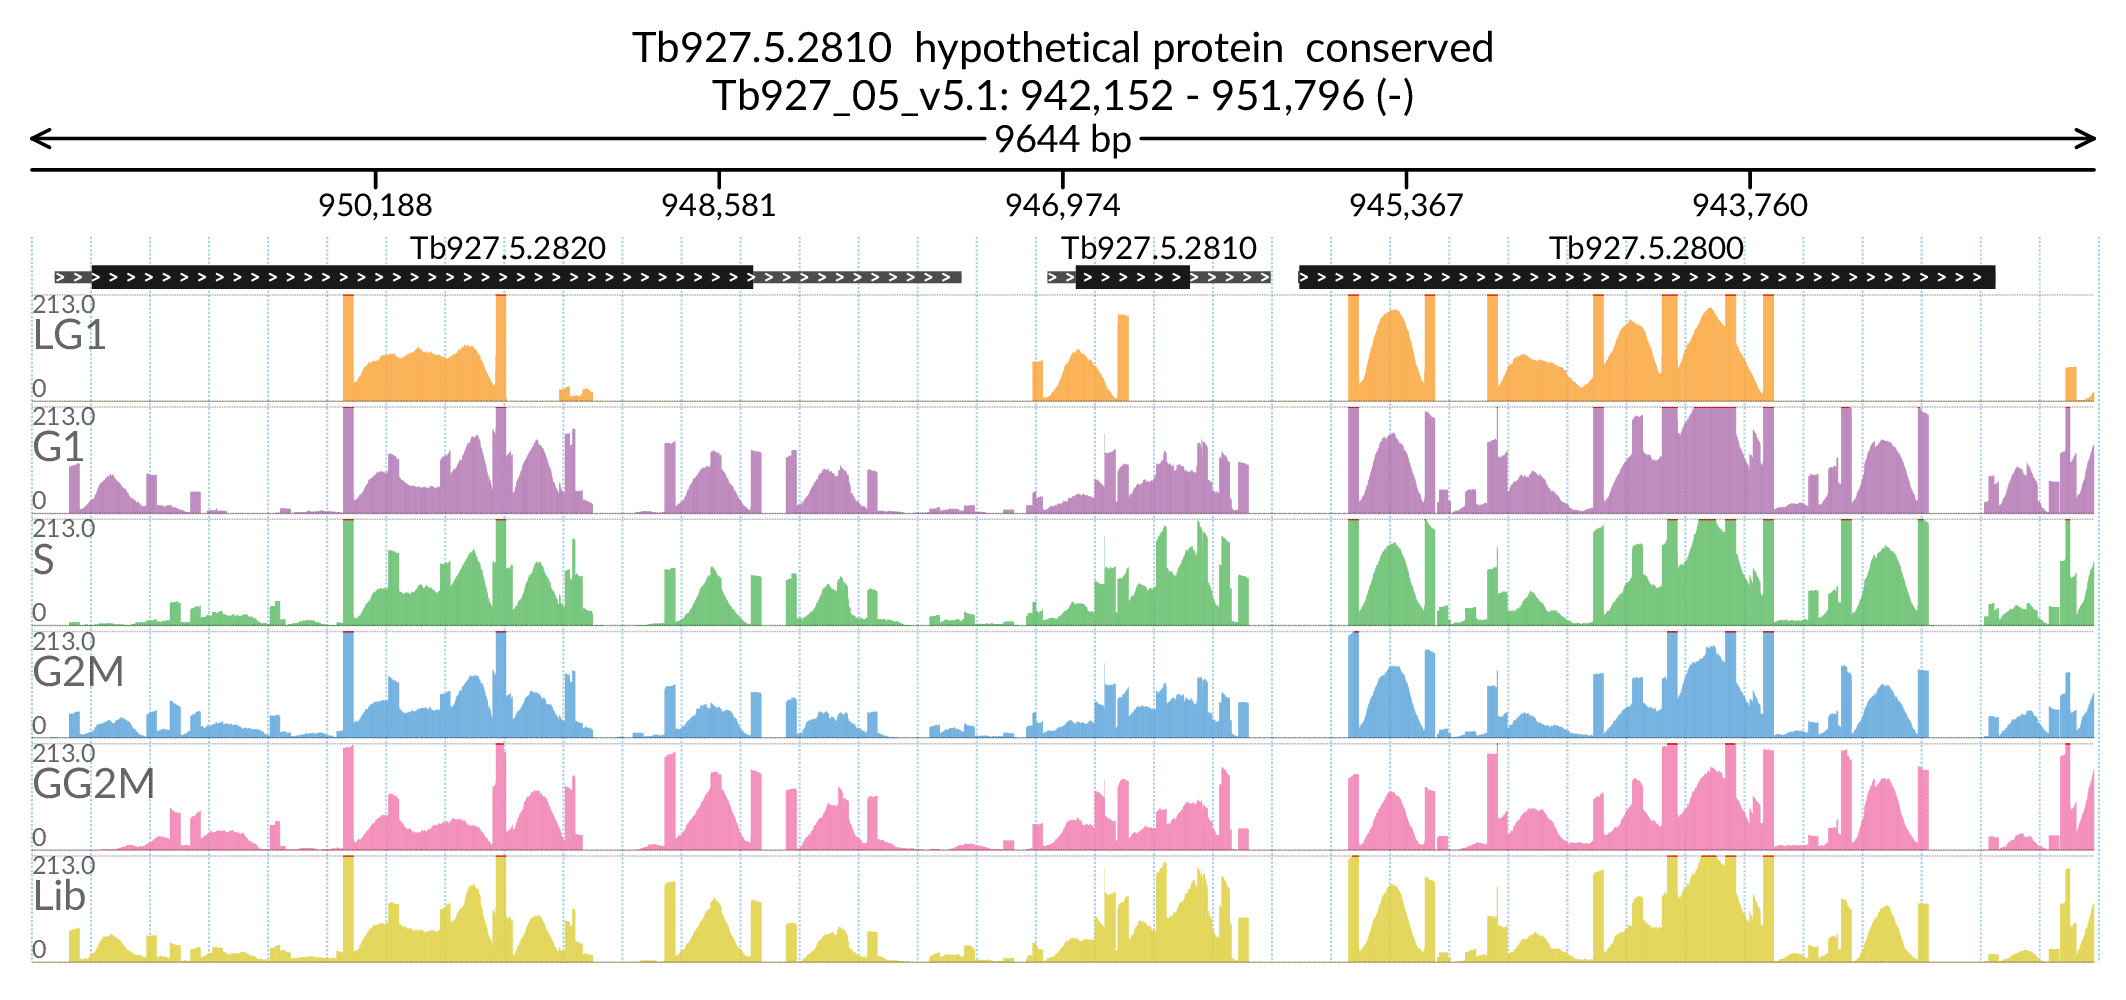 Tb927.5.2810 hypothetical protein conserved
Tb927_05_v5.1: 942,152 - 951,796 (-)
9644 bp
950,188 948,581 946,974 945,367 943,760
Tb927.5.2820 Tb927.5.2810 Tb927.5.2800
213.0
LG1
0
213.0
G1
0
213.0
S
0
213.0
G2M
0
213.0
GG2M
0
213.0
Lib
0